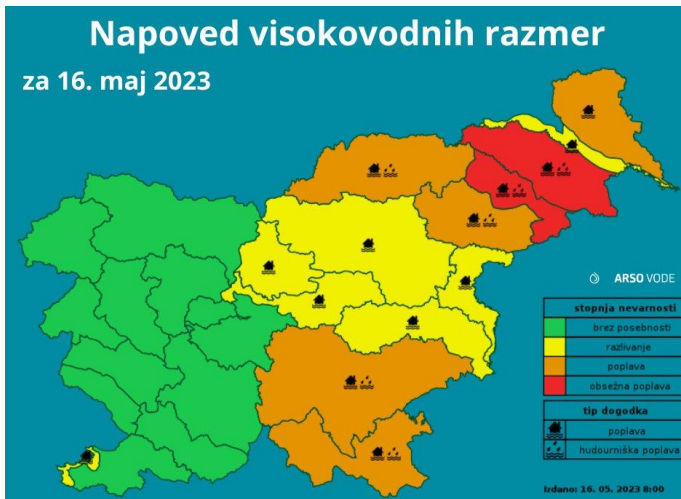 Napoved visokovodnih razmer
za 16. maj 2023
ARSO VODE
stopnja nevarnosti
brez posebnosti
razlivanje
poplava
obsežna poplava
tip dogodka
poplava
hudourniška poplava
Izdano: 16. 05. 2023 8:00